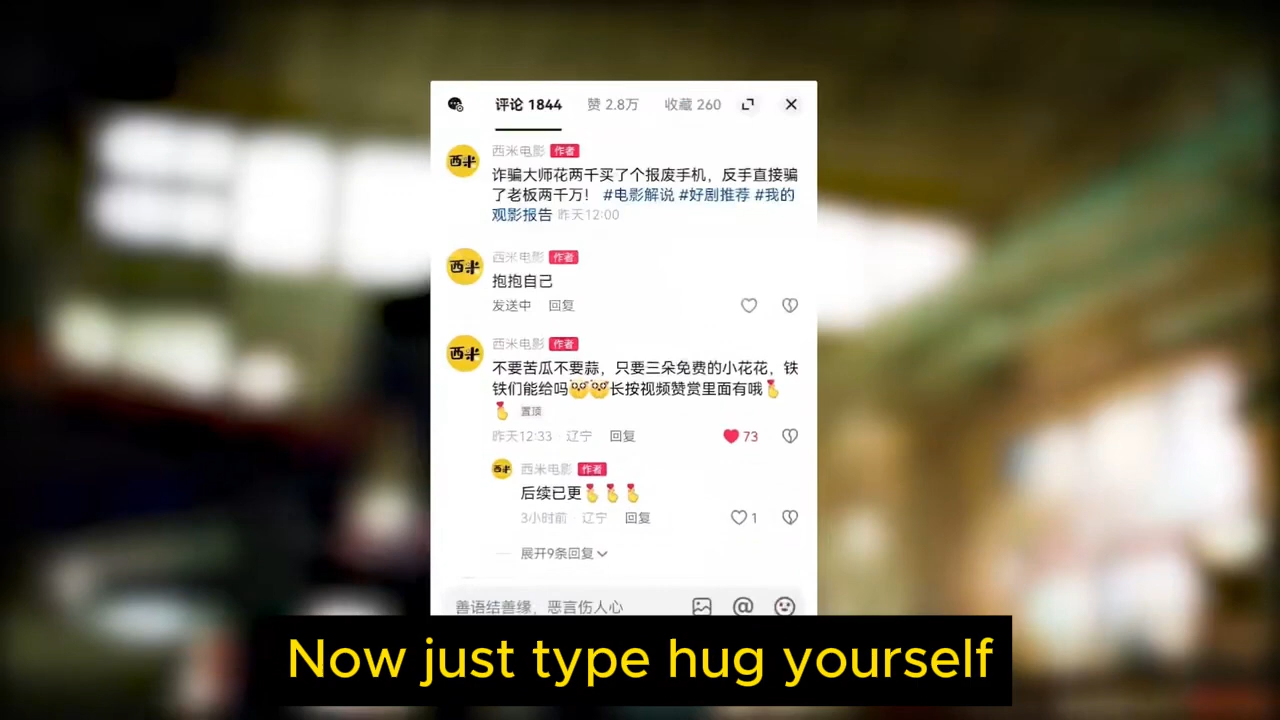 评论 1844 赞 2.8万 收藏 260
西米 西米电影 作者
诈骗大师花两千买了个报废手机，反手直接骗
了老板两千万！ #电影解说 #好剧推荐 #我的
观影报告 昨天12:00
西米 西米电影 作者
抱抱自己
发送中 回复
西米 西米电影 作者
不要苦瓜不要蒜，只要三朵免费的小花花，铁
铁们能给吗🥺🥺长按视频赞赏里面有哦🫰
🫰 置顶
昨天12:33 · 辽宁 回复 73
西米 西米电影 作者
后续已更🫰🫰🫰
3小时前 · 辽宁 回复 1
展开9条回复
善语结善缘，恶言伤人心 @
Now just type hug yourself